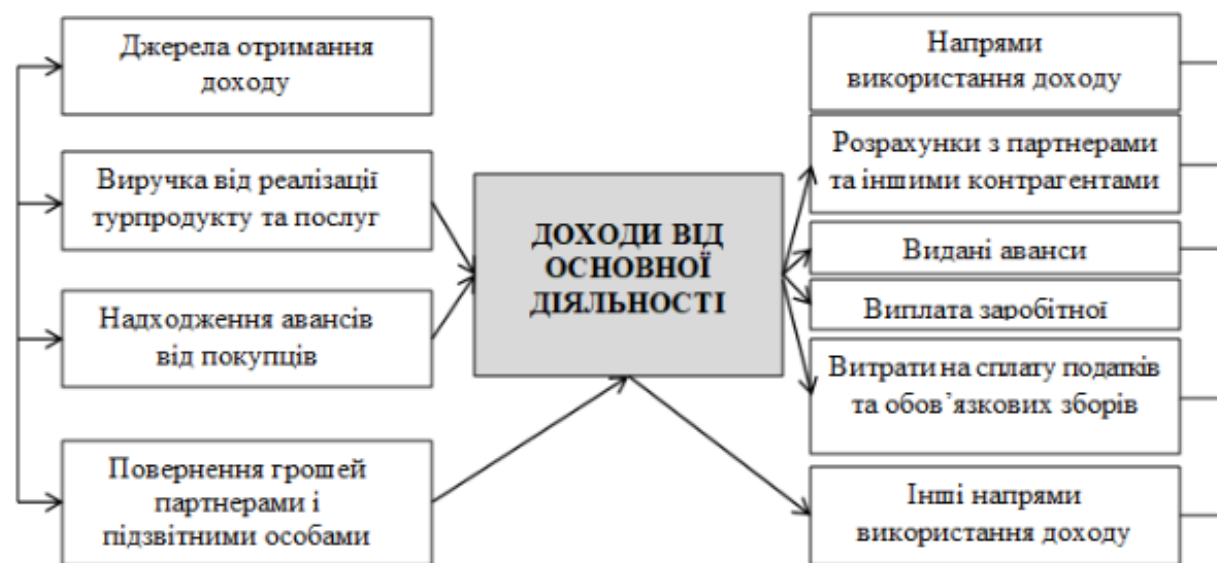 Джерела отримання
доходу
Виручка від реалізації
турпродукту та послуг
Надходження авансів
від покупців
Повернення грошей
партнерами і
підзвітними особами
ДОХОДИ ВІД
ОСНОВНОЇ
ДІЯЛЬНОСТІ
Напрями
використання доходу
Розрахунки з партнерами
та іншими контрагентами
Видані аванси
Виплата заробітної
Витрати на сплату податків
та обов’язкових зборів
Інші напрями
використання доходу